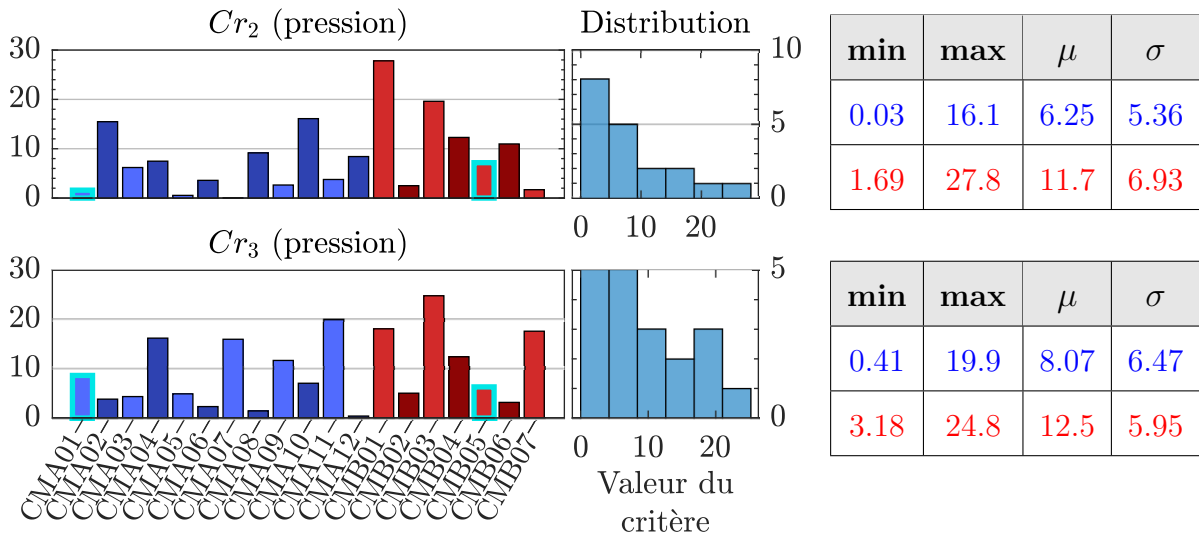 Cr₂ (pression)
Distribution
30
20
10
0
10
5
0
0 10 20
min max μ σ
0.03 16.1 6.25 5.36
1.69 27.8 11.7 6.93
Cr₃ (pression)
30
20
10
0
5
0
0 10 20
Valeur du
critère
CMA01
CMA02
CMA03
CMA04
CMA05
CMA06
CMA07
CMA08
CMA09
CMA10
CMA11
CMA12
CMB01
CMB02
CMB03
CMB04
CMB05
CMB06
CMB07
min max μ σ
0.41 19.9 8.07 6.47
3.18 24.8 12.5 5.95